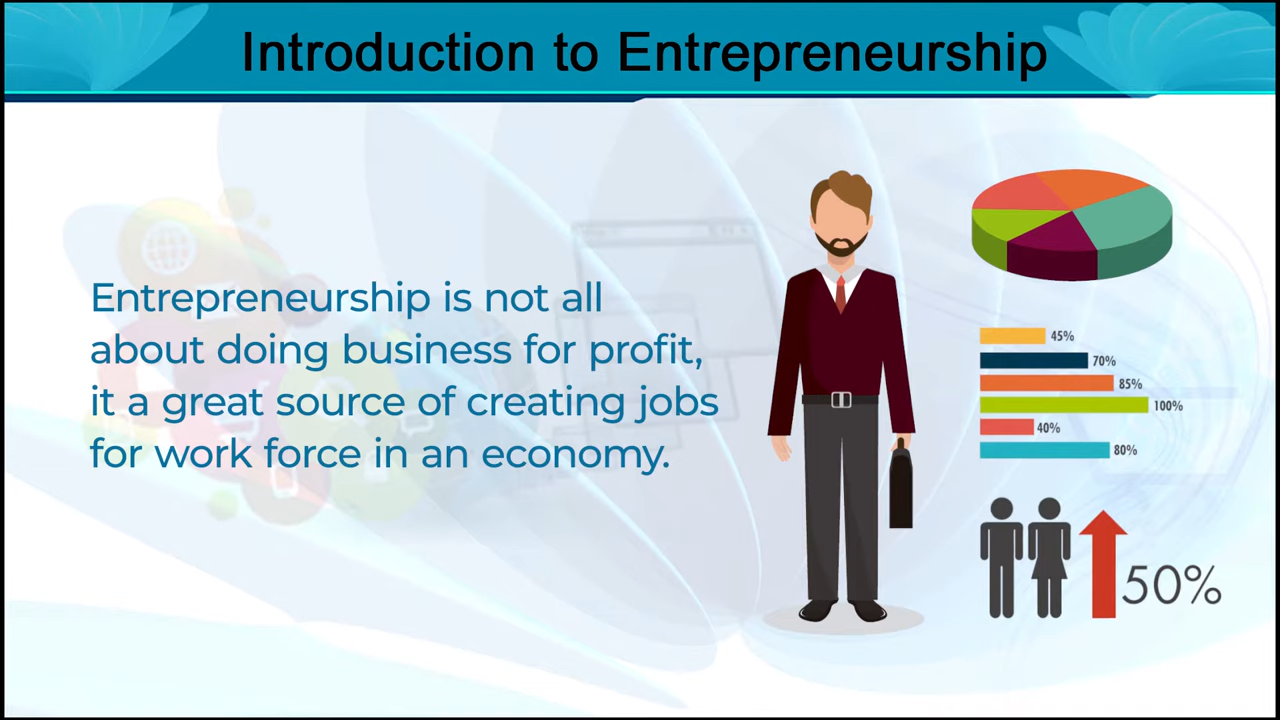 Introduction to Entrepreneurship
Entrepreneurship is not all
about doing business for profit,
it a great source of creating jobs
for work force in an economy.
45%
70%
85%
100%
40%
80%
50%